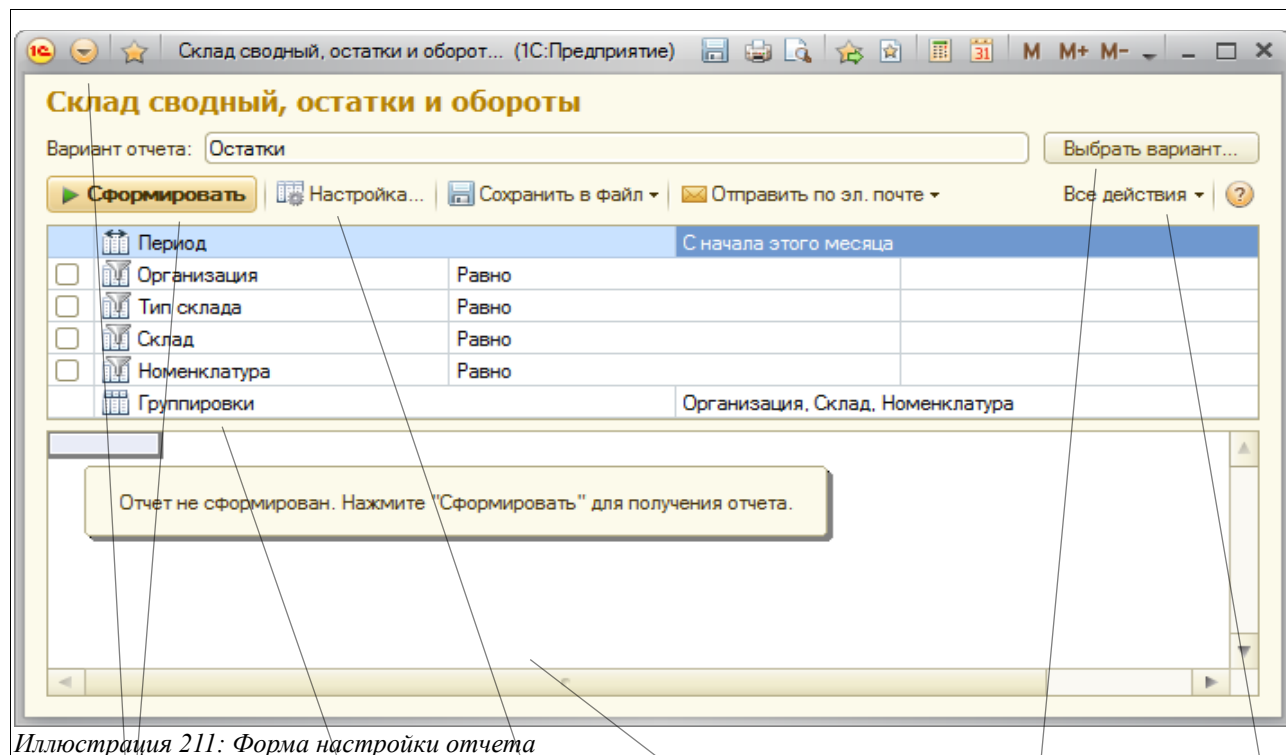 1С Склад сводный, остатки и оборот... (1С:Предприятие) 31 M M+ M-
Склад сводный, остатки и обороты
Вариант отчета: Остатки Выбрать вариант...
Сформировать Настройка... Сохранить в файл Отправить по эл. почте Все действия ?
Период С начала этого месяца
Организация Равно
Тип склада Равно
Склад Равно
Номенклатура Равно
Группировки Организация, Склад, Номенклатура
Отчет не сформирован. Нажмите "Сформировать" для получения отчета.
Иллюстрация 211: Форма настройки отчета